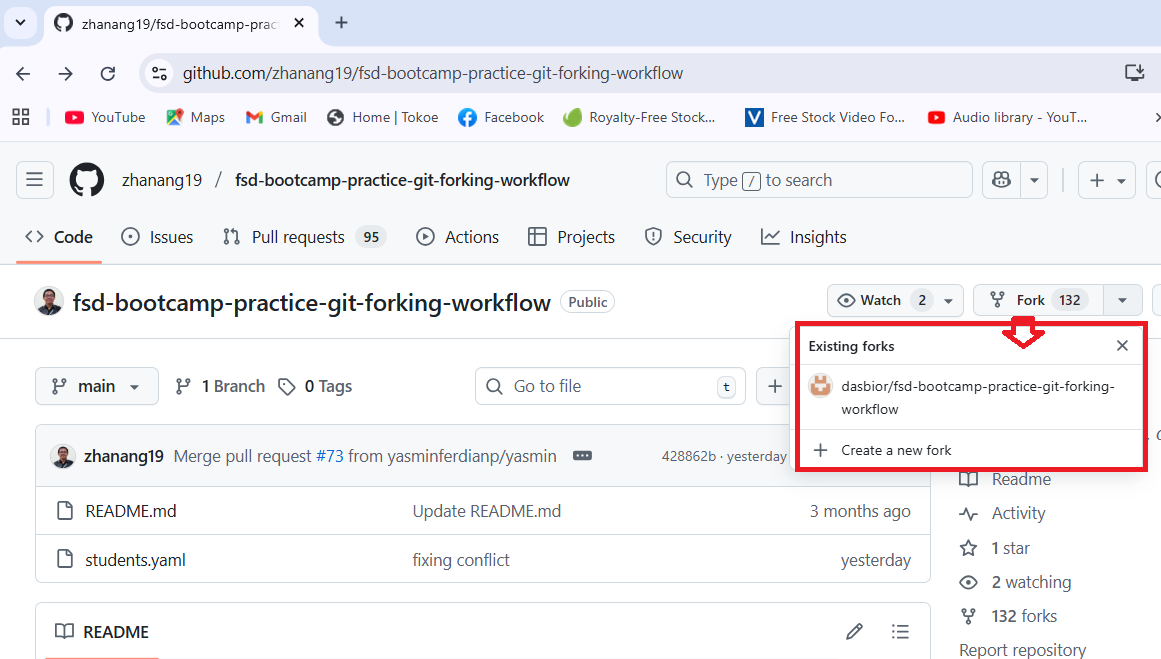 zhanang19/fsd-bootcamp-prac
github.com/zhanang19/fsd-bootcamp-practice-git-forking-workflow
YouTube Maps Gmail Home | Tokoe Facebook Royalty-Free Stock... Free Stock Video Fo... Audio library - YouT...
zhanang19 / fsd-bootcamp-practice-git-forking-workflow Type / to search
Code Issues Pull requests 95 Actions Projects Security Insights
fsd-bootcamp-practice-git-forking-workflow Public Watch 2 Fork 132
Existing forks
dasbior/fsd-bootcamp-practice-git-forking-
workflow
Create a new fork
main 1 Branch 0 Tags Go to file t
zhanang19 Merge pull request #73 from yasminferdianp/yasmin 428862b · yesterday
README.md Update README.md 3 months ago
students.yaml fixing conflict yesterday
README
Readme
Activity
1 star
2 watching
132 forks
Report repository